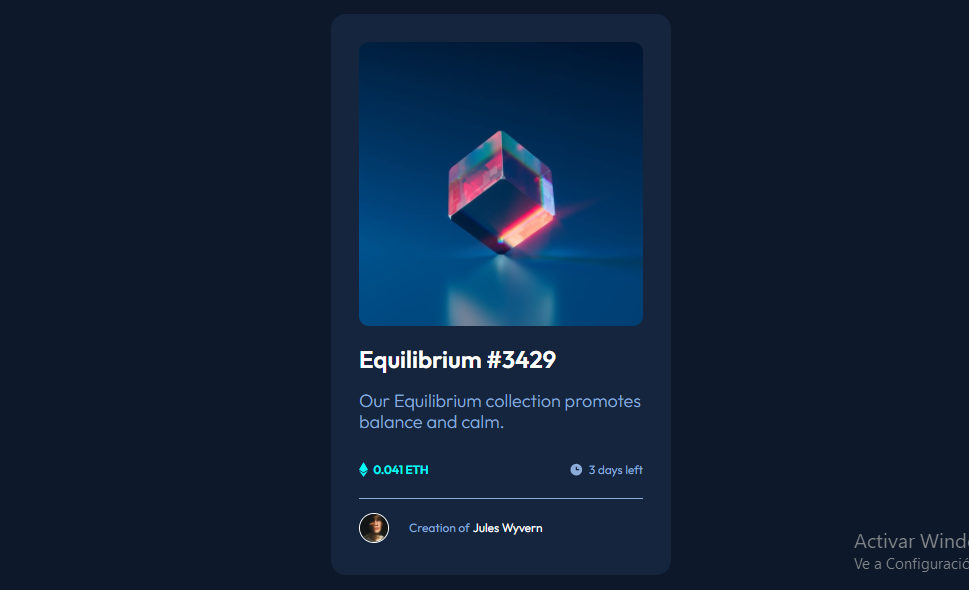 Equilibrium #3429
Our Equilibrium collection promotes
balance and calm.
0.041 ETH
3 days left
Creation of Jules Wyvern
Activar Wind
Ve a Configuració